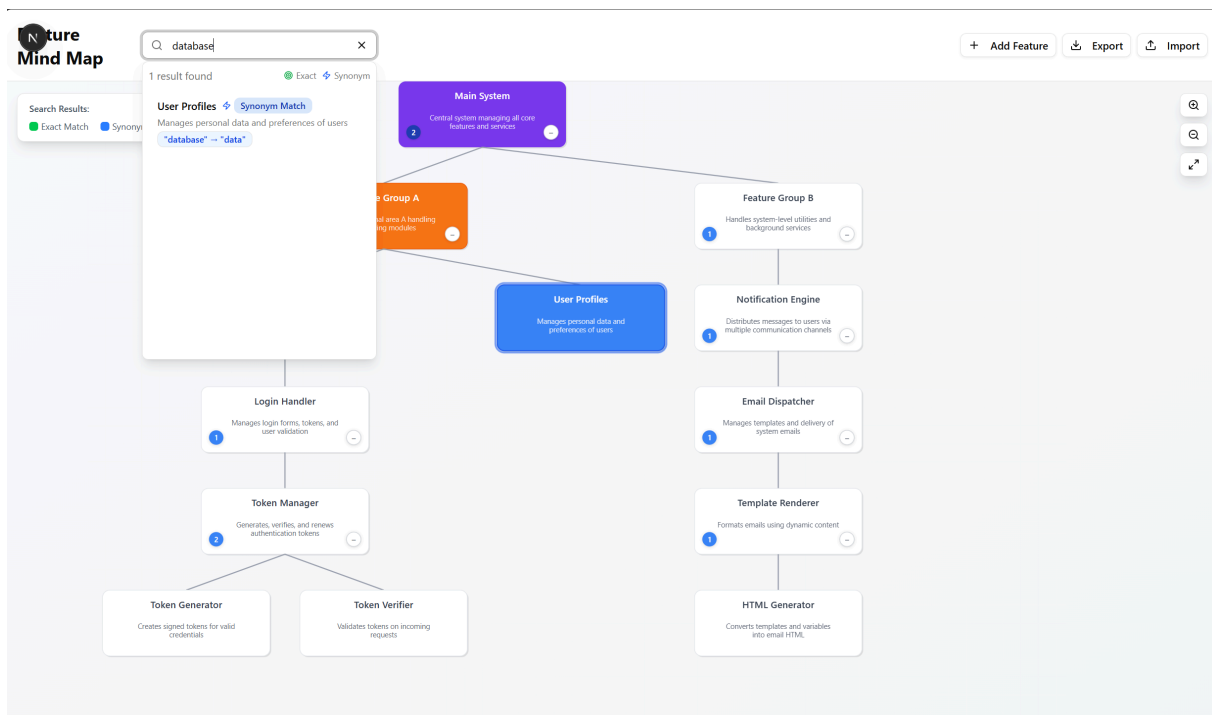 N
ture
Mind Map
database
Add Feature
Export
Import
1 result found
Exact
Synonym
User Profiles
Synonym Match
Manages personal data and preferences of users
"database" → "data"
Search Results:
Exact Match
Main System
Central system managing all core
features and services
2
Group A
al area A handling
modules
Feature Group B
Handles system-level utilities and
background services
1
User Profiles
Manages personal data and
preferences of users
Notification Engine
Distributes messages to users via
multiple communication channels
1
Login Handler
Manages login forms, tokens, and
user validation
1
Email Dispatcher
Manages templates and delivery of
system emails
1
Token Manager
Generates, verifies, and renews
authentication tokens
2
Template Renderer
Formats emails using dynamic content
1
Token Generator
Creates signed tokens for valid
credentials
Token Verifier
Validates tokens on incoming
requests
HTML Generator
Converts templates and variables
into email HTML